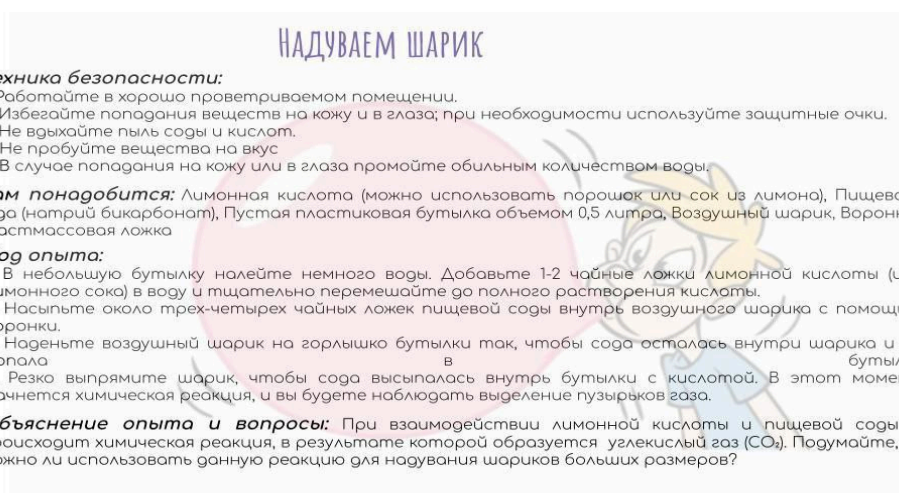 НАДУВАЕМ ШАРИК
ехника безопасности:
Работайте в хорошо проветриваемом помещении.
Избегайте попадания веществ на кожу и в глаза; при необходимости используйте защитные очки.
Не вдыхайте пыль соды и кислот.
Не пробуйте вещества на вкус
В случае попадания на кожу или в глаза промойте обильным количеством воды.
ам понадобится: Лимонная кислота (можно использовать порошок или сок из лимона), Пищев
да (натрий бикарбонат), Пустая пластиковая бутылка объемом 0,5 литра, Воздушный шарик, Ворон
астмассовая ложка
од опыта:
В небольшую бутылку налейте немного воды. Добавьте 1-2 чайные ложки лимонной кислоты (
имонного сока) в воду и тщательно перемешайте до полного растворения кислоты.
Насыпьте около трех-четырех чайных ложек пищевой соды внутрь воздушного шарика с помощ
оронки.
Наденьте воздушный шарик на горлышко бутылки так, чтобы сода осталась внутри шарика и
опала в бутыл
Резко выпрямите шарик, чтобы сода высыпалась внутрь бутылки с кислотой. В этот моме
ачнется химическая реакция, и вы будете наблюдать выделение пузырьков газа.
бъяснение опыта и вопросы: При взаимодействии лимонной кислоты и пищевой соды
роисходит химическая реакция, в результате которой образуется углекислый газ (CO₂). Подумайте,
ожно ли использовать данную реакцию для надувания шариков больших размеров?